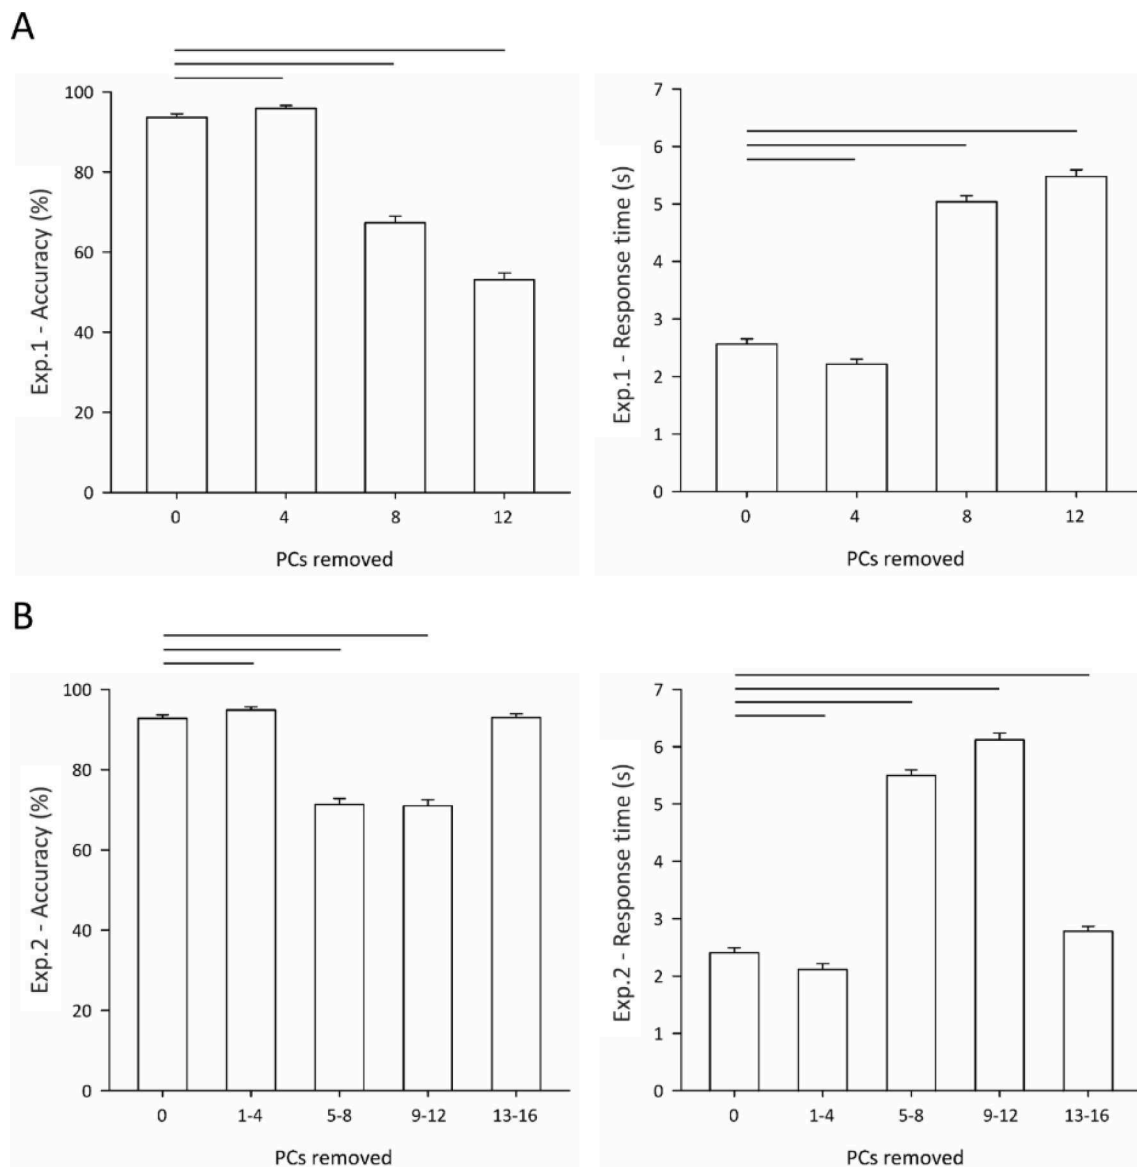 A
Exp.1 - Accuracy (%)
100
80
60
40
20
0
0 4 8 12
PCs removed
Exp.1 - Response time (s)
7
6
5
4
3
2
1
0
0 4 8 12
PCs removed
B
Exp.2 - Accuracy (%)
100
80
60
40
20
0
0 1-4 5-8 9-12 13-16
PCs removed
Exp.2 - Response time (s)
7
6
5
4
3
2
1
0
0 1-4 5-8 9-12 13-16
PCs removed